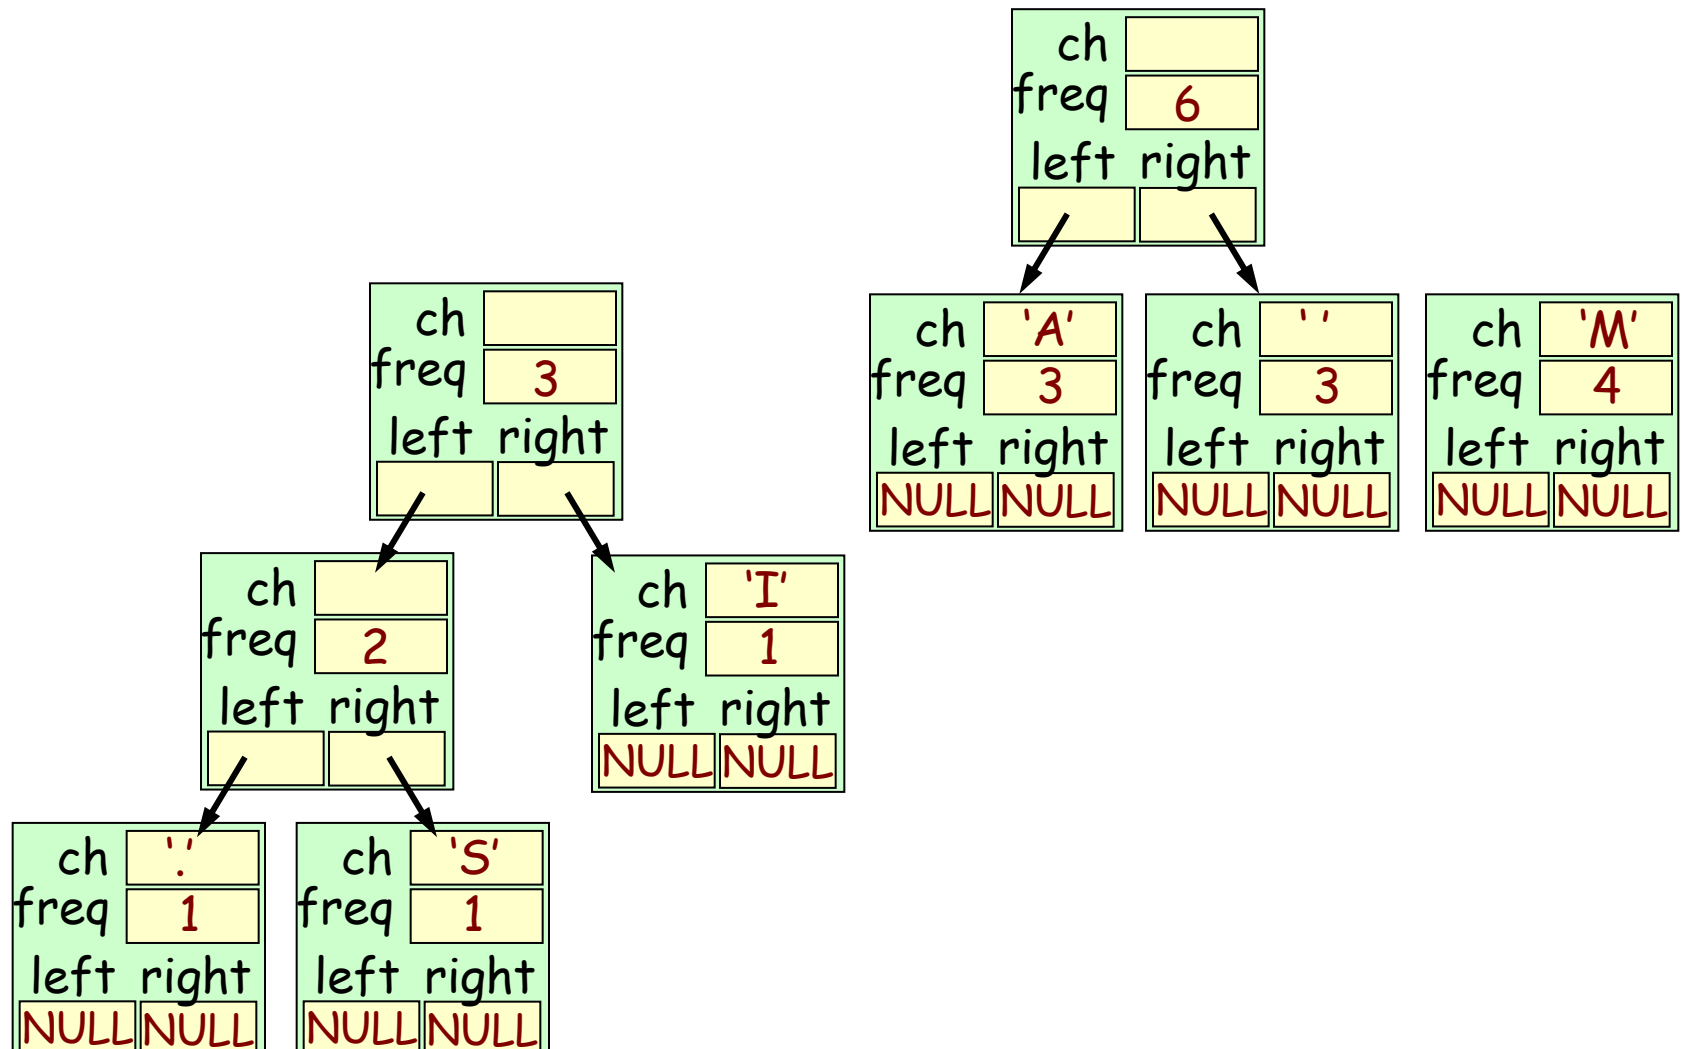 ch
freq 6
left right
ch
freq 3
left right
ch 'A'
freq 3
left right
NULL NULL
ch ' '
freq 3
left right
NULL NULL
ch 'M'
freq 4
left right
NULL NULL
ch
freq 2
left right
ch 'I'
freq 1
left right
NULL NULL
ch '.'
freq 1
left right
NULL NULL
ch 'S'
freq 1
left right
NULL NULL